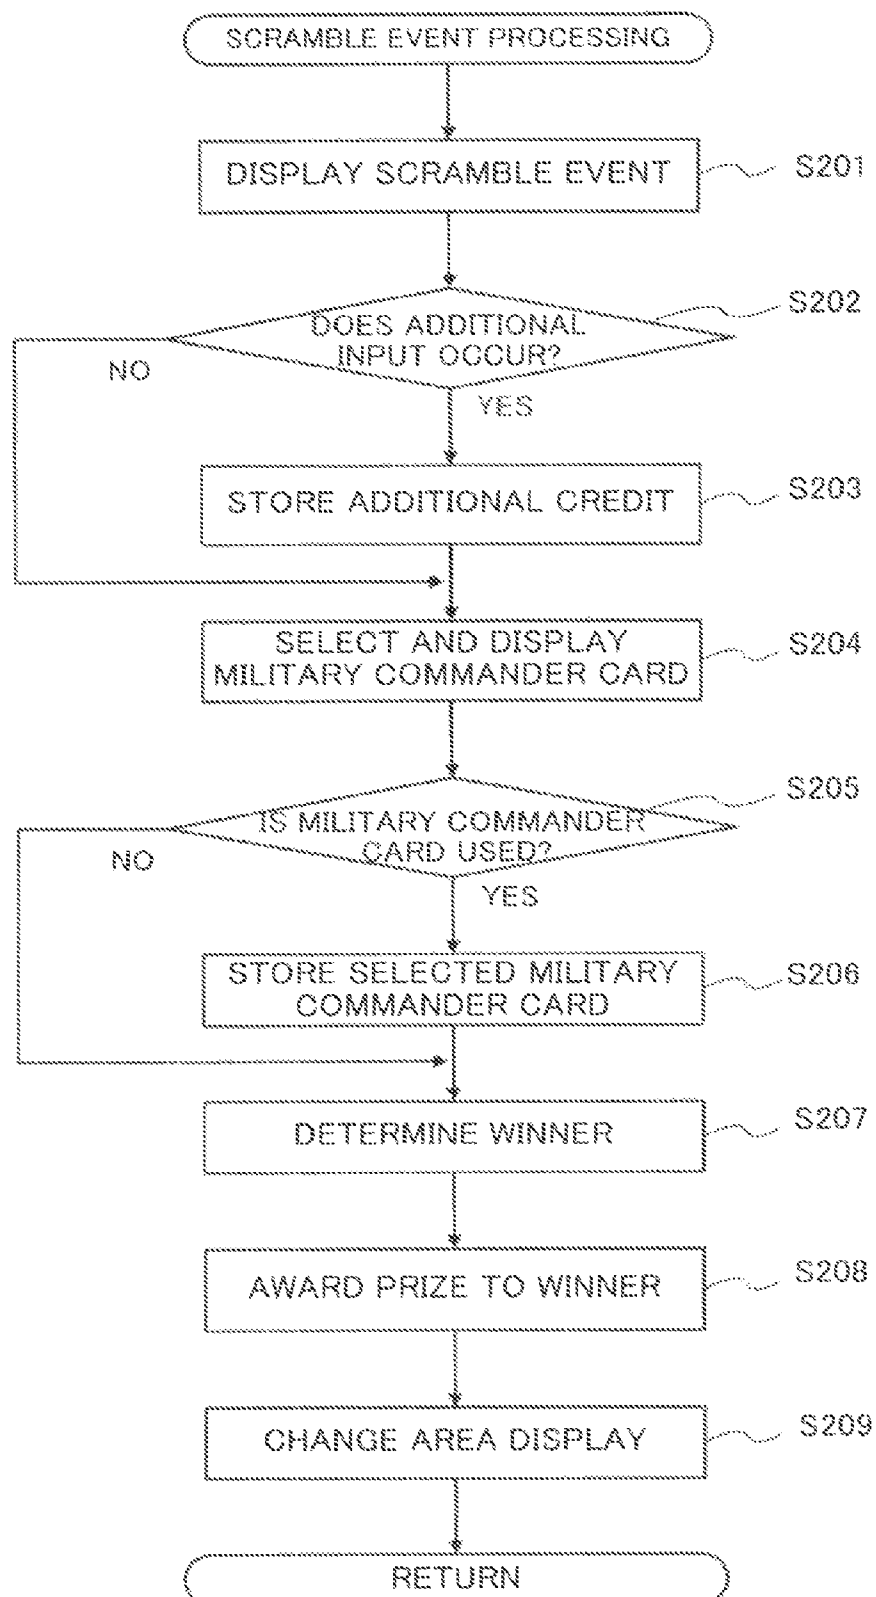 SCRAMBLE EVENT PROCESSING
DISPLAY SCRAMBLE EVENT
S201
DOES ADDITIONAL
INPUT OCCUR?
S202
NO
YES
STORE ADDITIONAL CREDIT
S203
SELECT AND DISPLAY
MILITARY COMMANDER CARD
S204
IS MILITARY COMMANDER
CARD USED?
S205
NO
YES
STORE SELECTED MILITARY
COMMANDER CARD
S206
DETERMINE WINNER
S207
AWARD PRIZE TO WINNER
S208
CHANGE AREA DISPLAY
S209
RETURN